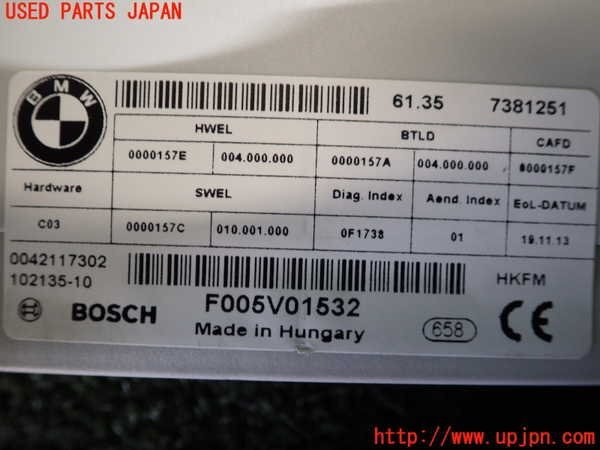 USED PARTS JAPAN
BMW
61.35 7381251
HWEL BTLD CAFD
0000157E 004.000.000 0000157A 004.000.000 0000157F
Hardware SWEL Diag. Index Aend. Index EoL-DATUM
C03 0000157C 010.001.000 0F1738 01 19.11.13
0042117302
102135-10 HKFM
BOSCH F005V01532
Made in Hungary 658 CE
http://www.upjpn.com/